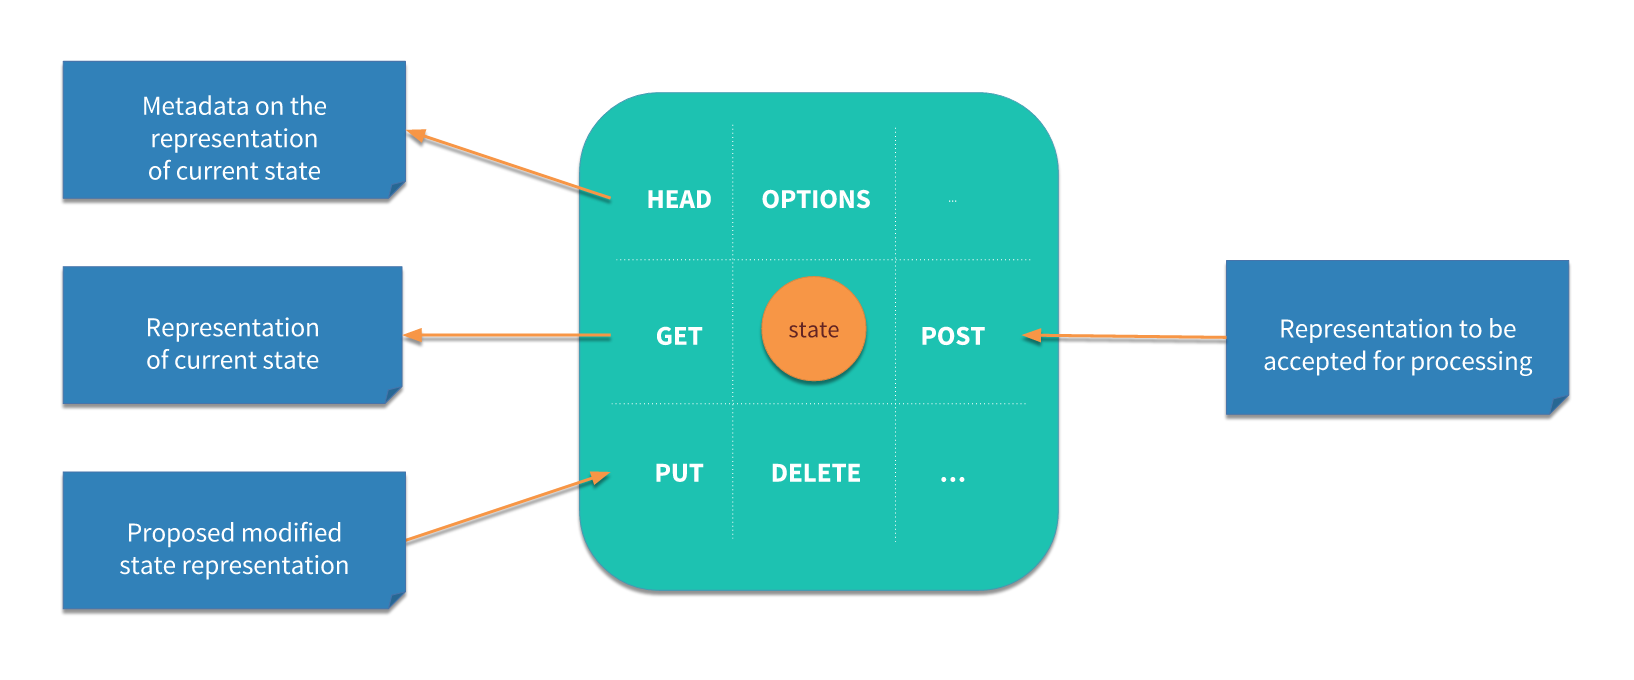 Metadata on the
representation
of current state
HEAD
OPTIONS
...
Representation
of current state
GET
state
POST
Representation to be
accepted for processing
Proposed modified
state representation
PUT
DELETE
...